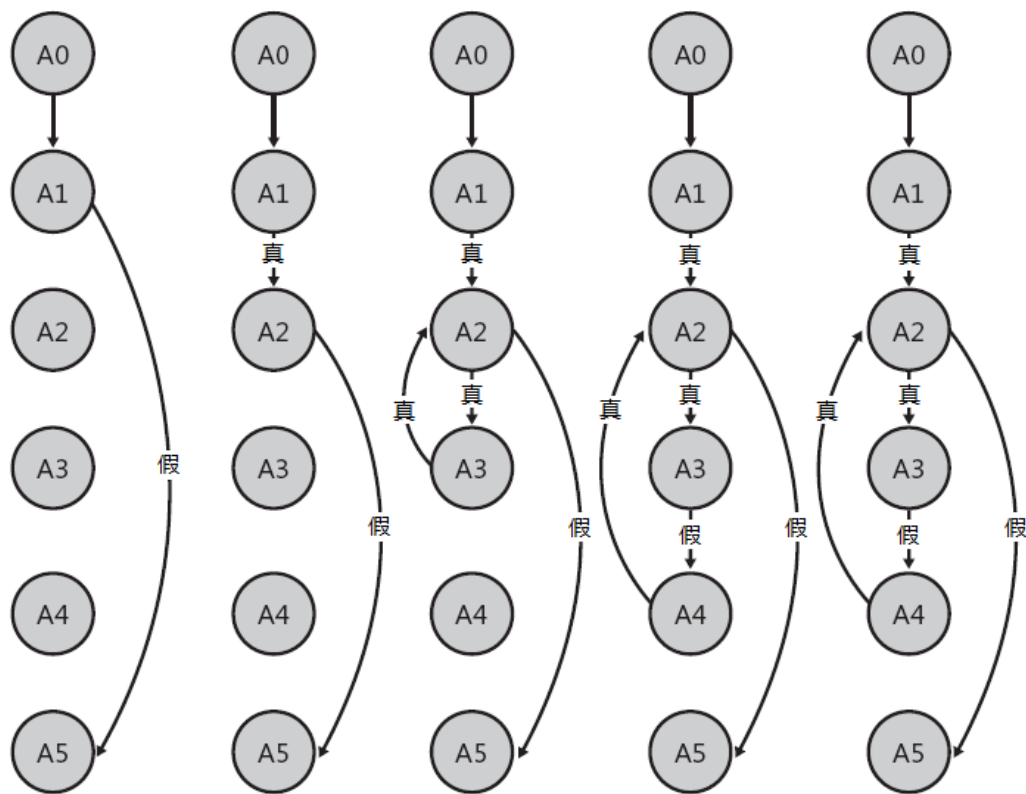 A0 A0 A0 A0 A0
A1 A1 A1 A1 A1
真 真 真 真
A2 A2 A2 A2 A2
真 真 真
真 真 真
A3 A3 A3 A3 A3
假
假 假 假 假
假 假
A4 A4 A4 A4 A4
A5 A5 A5 A5 A5